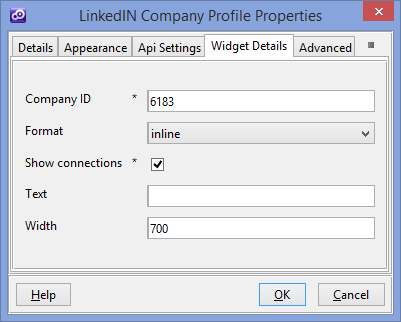 LinkedIN Company Profile Properties
Details Appearance Api Settings Widget Details Advanced
Company ID * 6183
Format inline
Show connections *
Text
Width 700
Help OK Cancel